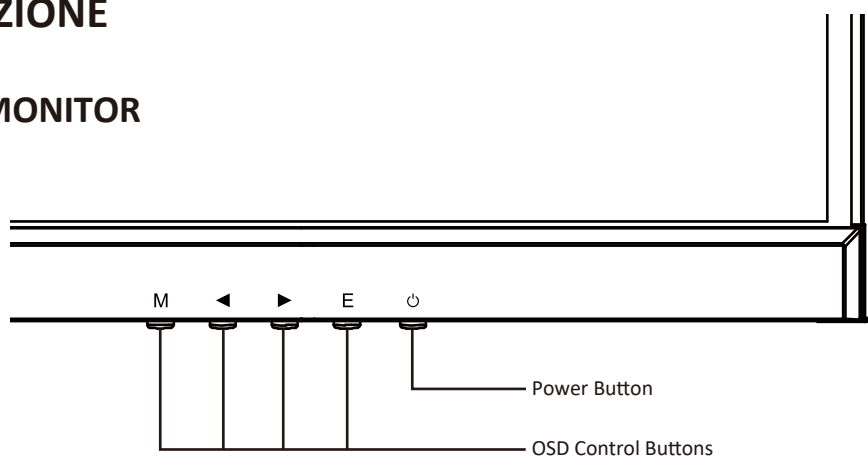 ZIONE
MONITOR
M ◀ ▶ E ⏻
Power Button
OSD Control Buttons